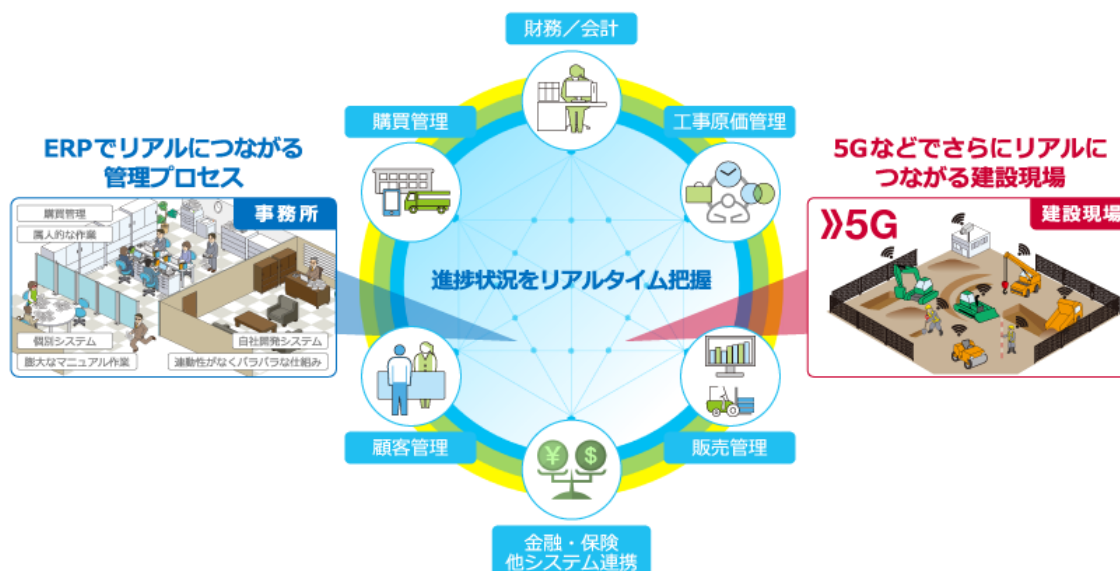 財務／会計
購買管理
工事原価管理
ERPでリアルにつながる
管理プロセス
5Gなどでさらにリアルに
つながる建設現場
事務所
購買管理
属人的な作業
個別システム
自社開発システム
膨大なマニュアル作業
連動性がなくバラバラな仕組み
進捗状況をリアルタイム把握
》5G
建設現場
¥
$
顧客管理
販売管理
金融・保険
他システム連携